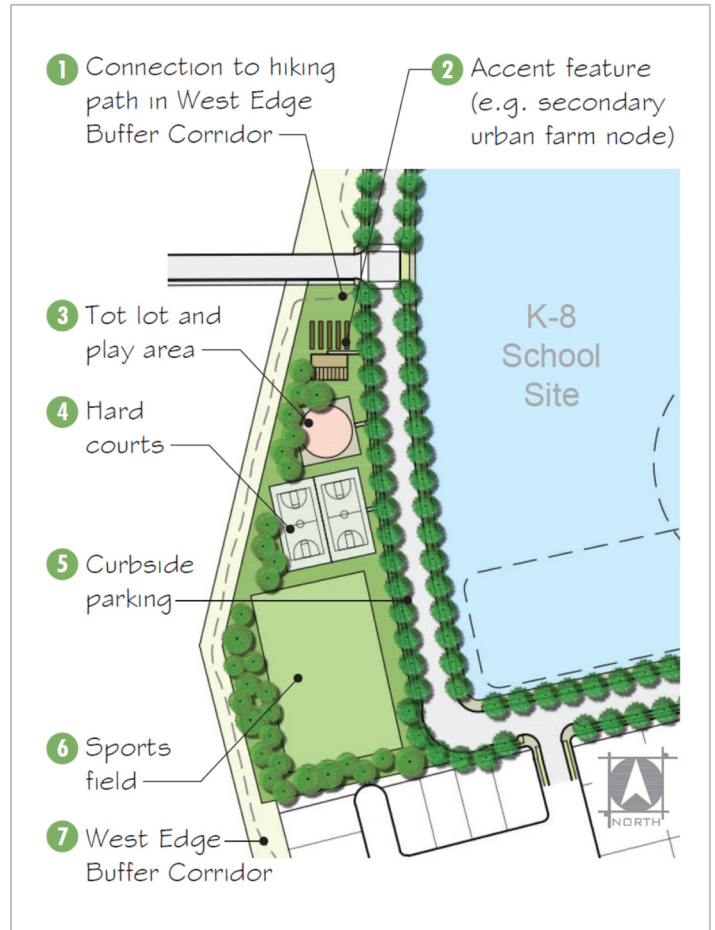 1 Connection to hiking
path in West Edge
Buffer Corridor
2 Accent feature
(e.g. secondary
urban farm node)
3 Tot lot and
play area
4 Hard
courts
K-8
School
Site
5 Curbside
parking
6 Sports
field
7 West Edge
Buffer Corridor
NORTH